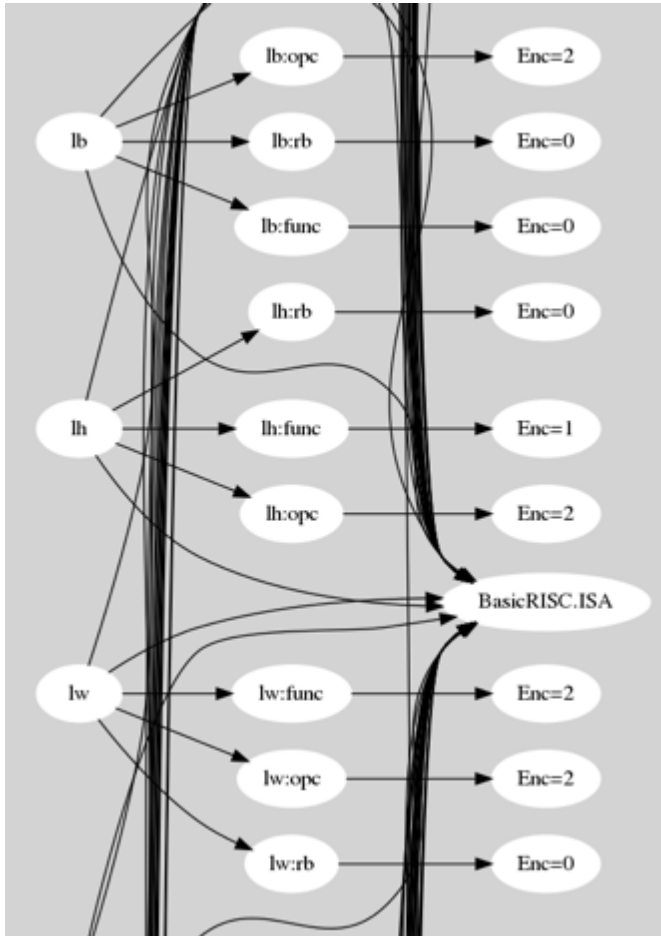 lb:opc Enc=2
lb lb:rb Enc=0
lb:func Enc=0
lh:rb Enc=0
lh lh:func Enc=1
lh:opc Enc=2
BasicRISC.ISA
lw lw:func Enc=2
lw:opc Enc=2
lw:rb Enc=0